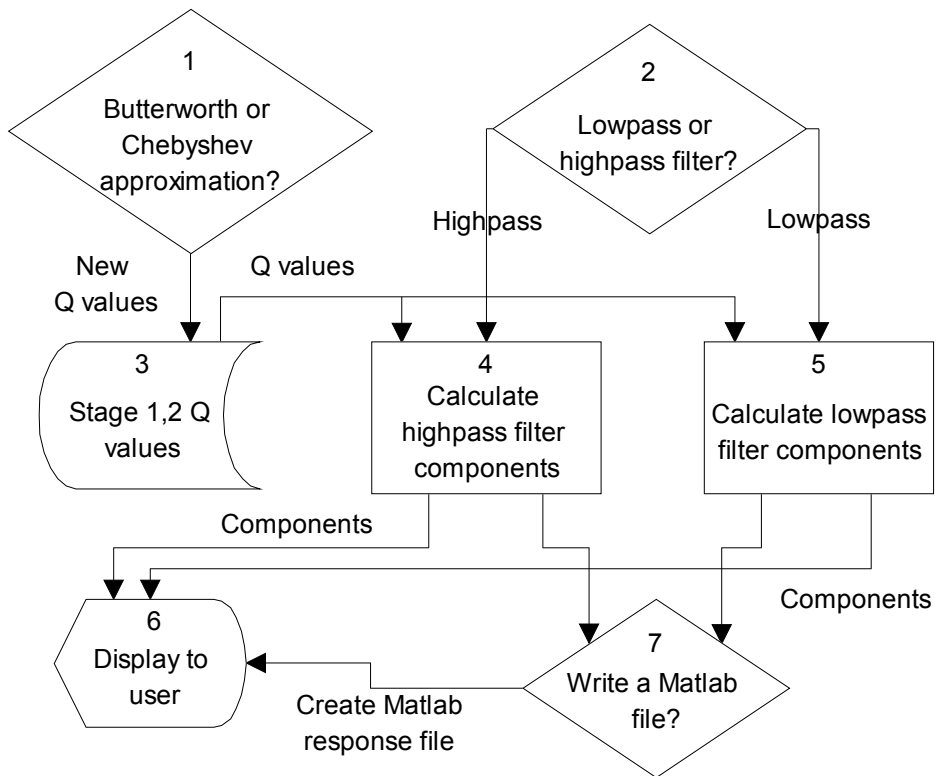 1
Butterworth or
Chebyshev
approximation?
2
Lowpass or
highpass filter?
Highpass
Lowpass
New
Q values
Q values
3
Stage 1,2 Q
values
4
Calculate
highpass filter
components
5
Calculate lowpass
filter components
Components
Components
6
Display to
user
7
Write a Matlab
file?
Create Matlab
response file